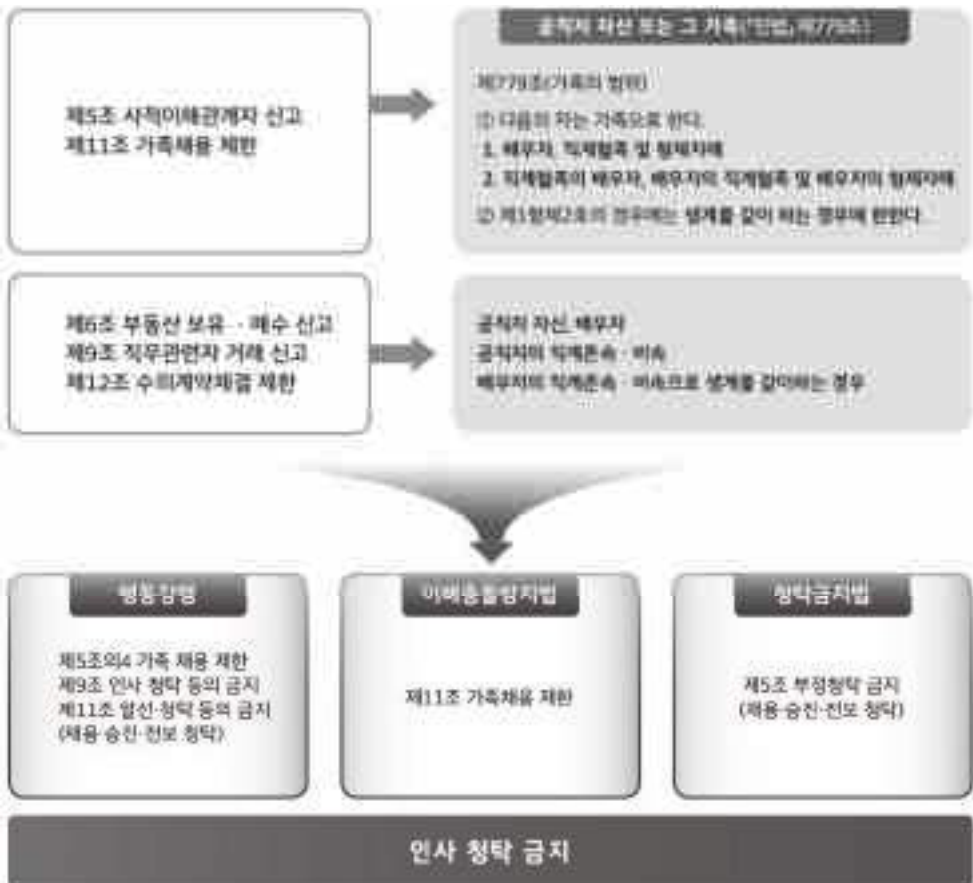 제5조 사적이해관계자 신고
제11조 가족채용 제한
공직자 자신 또는 그 가족(「민법」 제779조)
제779조(가족의 범위)
① 다음의 자는 가족으로 한다.
1. 배우자, 직계혈족 및 형제자매
2. 직계혈족의 배우자, 배우자의 직계혈족 및 배우자의 형제자매
② 제1항제2호의 경우에는 생계를 같이 하는 경우에 한한다
제6조 부동산 보유 · 매수 신고
제9조 직무관련자 거래 신고
제12조 수의계약체결 제한
공직자 자신, 배우자
공직자의 직계존속 · 비속
배우자의 직계존속 · 비속으로 생계를 같이하는 경우
행동강령
제5조의4 가족 채용 제한
제9조 인사 청탁 등의 금지
제11조 알선·청탁 등의 금지
(채용·승진·전보 청탁)
이해충돌방지법
제11조 가족채용 제한
청탁금지법
제5조 부정청탁 금지
(채용·승진·전보 청탁)
인사 청탁 금지